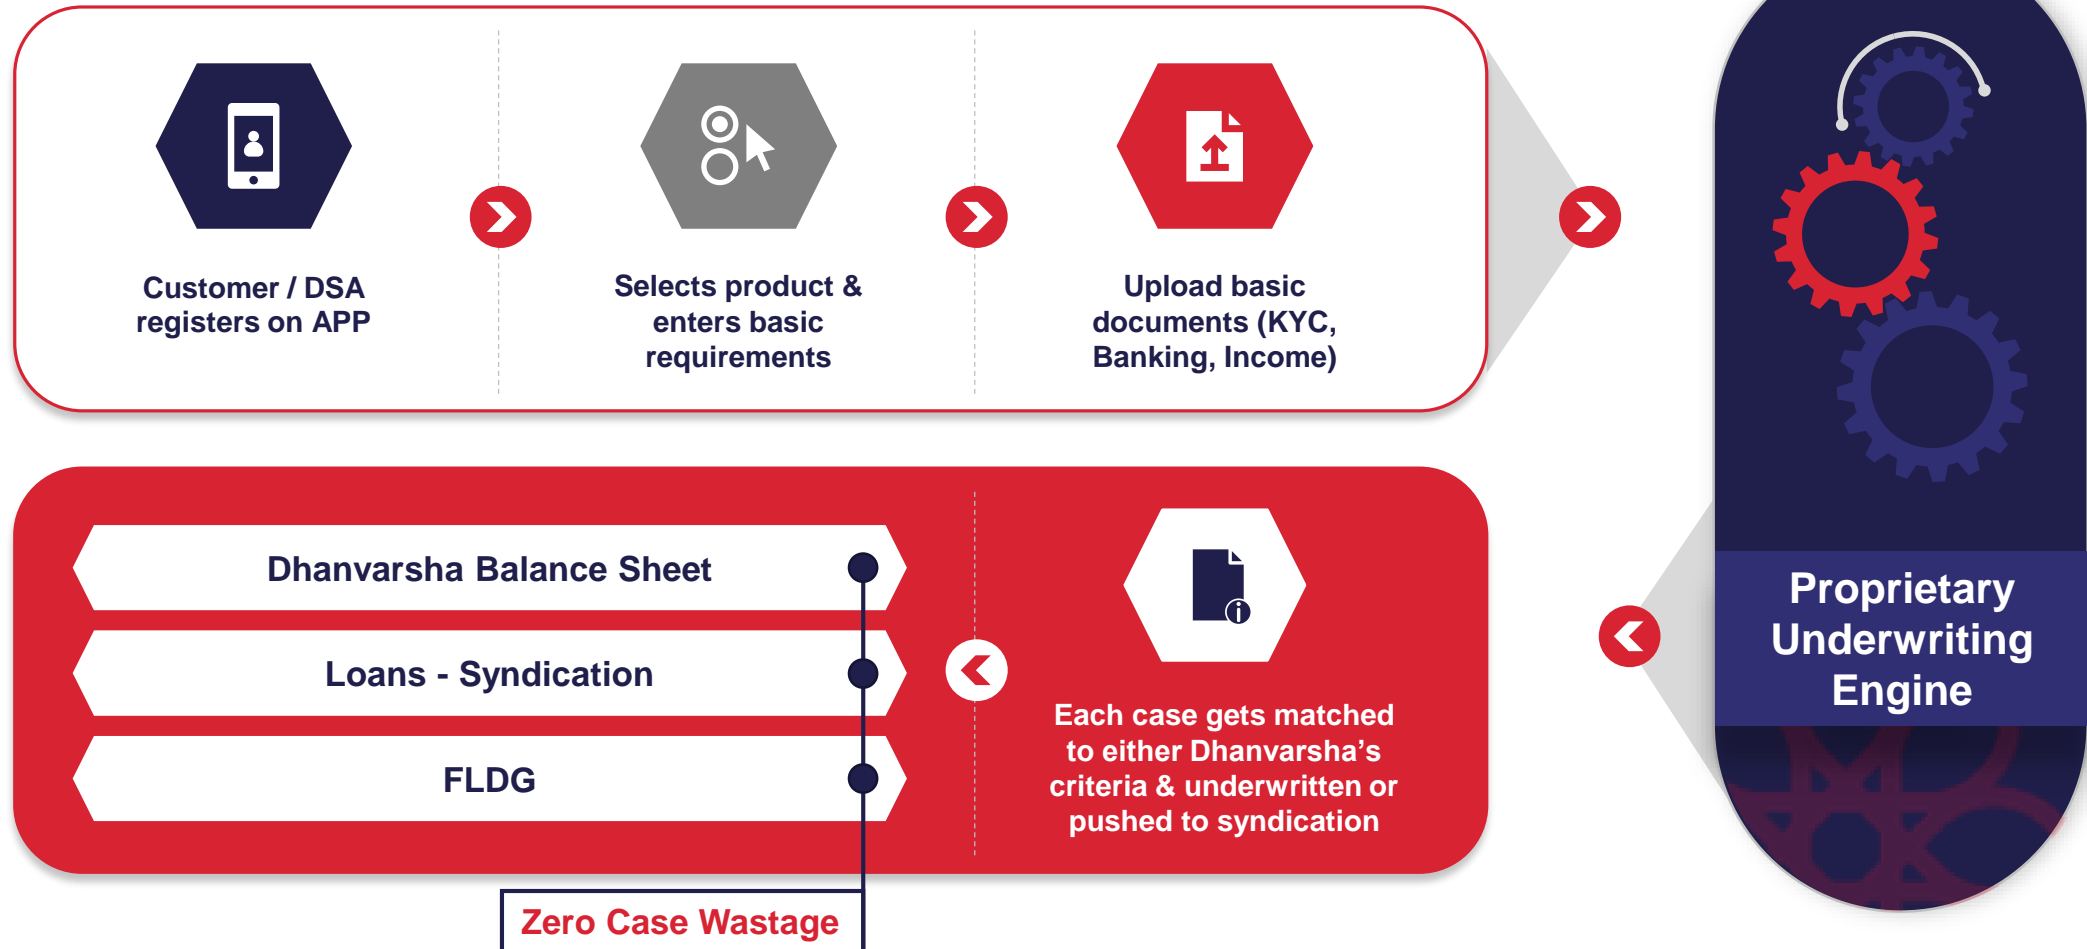 Customer / DSA
registers on APP
Selects product &
enters basic
requirements
Upload basic
documents (KYC,
Banking, Income)
Proprietary
Underwriting
Engine
Each case gets matched
to either Dhanvarsha’s
criteria & underwritten or
pushed to syndication
Dhanvarsha Balance Sheet
Loans - Syndication
FLDG
Zero Case Wastage